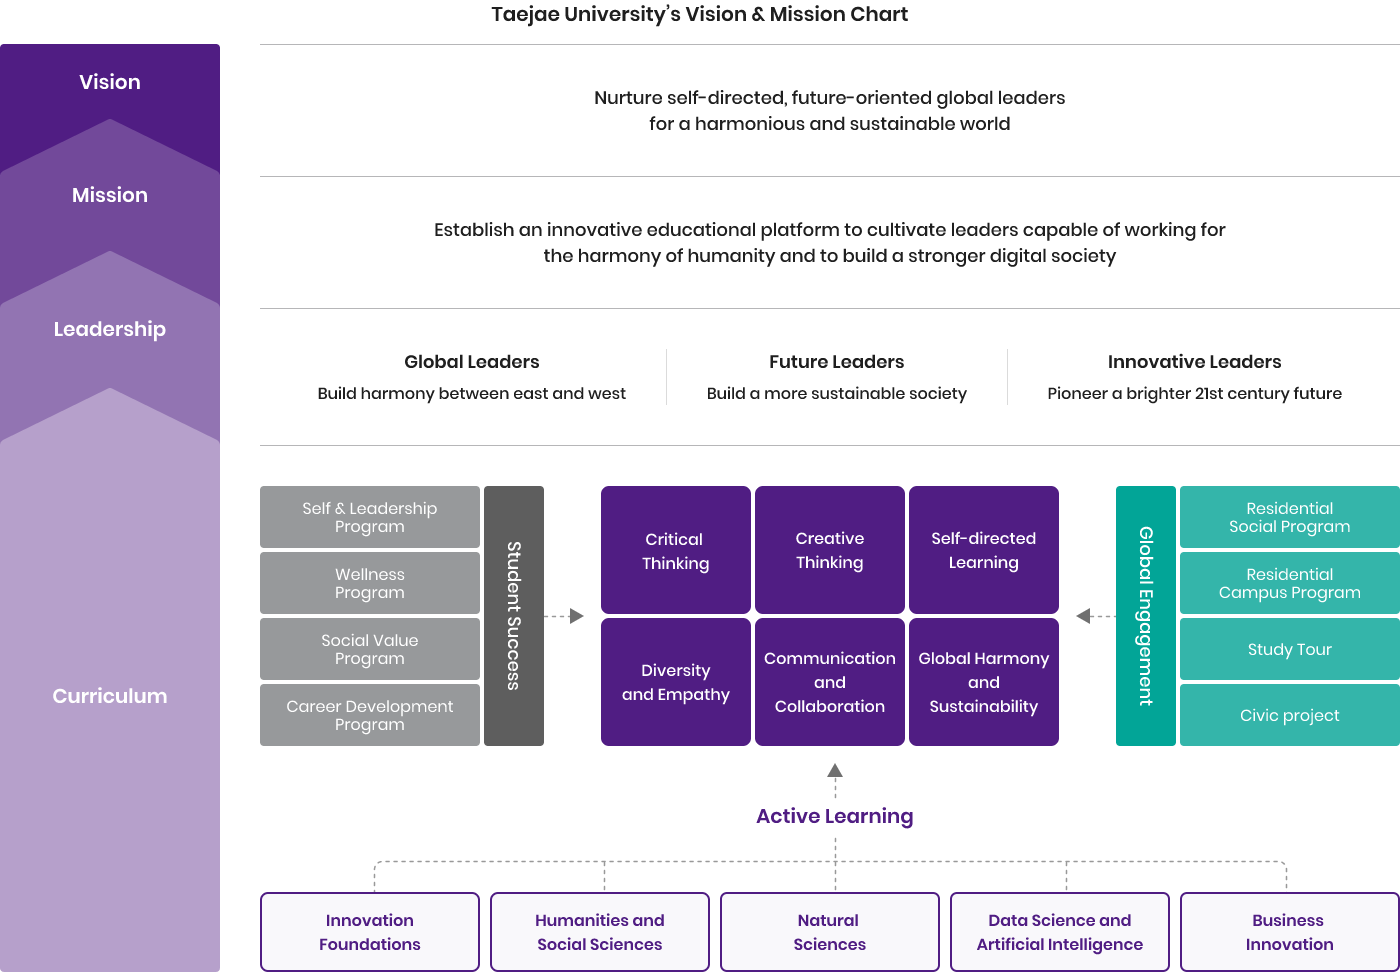 Taejae University's Vision & Mission Chart
Vision
Nurture self-directed, future-oriented global leaders
for a harmonious and sustainable world
Mission
Establish an innovative educational platform to cultivate leaders capable of working for
the harmony of humanity and to build a stronger digital society
Leadership
Global Leaders
Build harmony between east and west
Future Leaders
Build a more sustainable society
Innovative Leaders
Pioneer a brighter 21st century future
Curriculum
Self & Leadership
Program
Wellness
Program
Social Value
Program
Career Development
Program
Student Success
Critical
Thinking
Creative
Thinking
Self-directed
Learning
Diversity
and Empathy
Communication
and
Collaboration
Global Harmony
and
Sustainability
Global Engagement
Residential
Social Program
Residential
Campus Program
Study Tour
Civic project
Active Learning
Innovation
Foundations
Humanities and
Social Sciences
Natural
Sciences
Data Science and
Artificial Intelligence
Business
Innovation